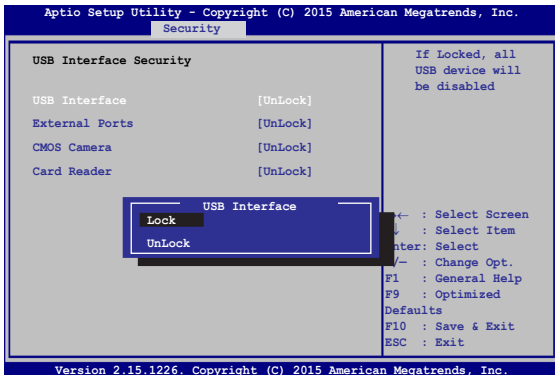 Aptio Setup Utility - Copyright (C) 2015 American Megatrends, Inc.
Security
USB Interface Security
USB Interface [UnLock]
External Ports [UnLock]
CMOS Camera [UnLock]
Card Reader [UnLock]
If Locked, all
USB device will
be disabled
USB Interface
Lock
UnLock
← : Select Screen
↓ : Select Item
nter: Select
/— : Change Opt.
F1 : General Help
F9 : Optimized
Defaults
F10 : Save & Exit
ESC : Exit
Version 2.15.1226. Copyright (C) 2015 American Megatrends, Inc.